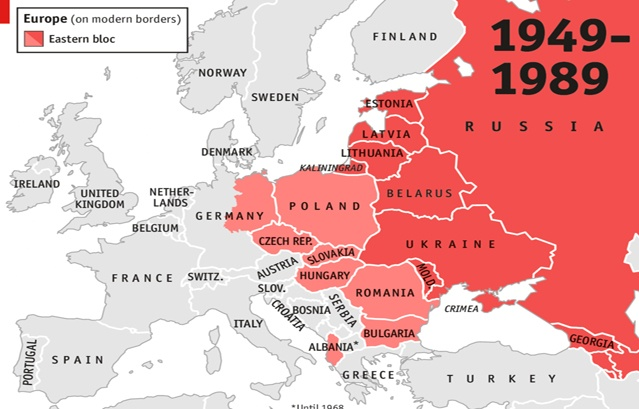 Europe (on modern borders)
Eastern bloc
1949–
1989
FINLAND
NORWAY
SWEDEN
ESTONIA
RUSSIA
LATVIA
DENMARK
LITHUANIA
KALININGRAD
IRELAND
UNITED
KINGDOM
NETHER-
LANDS
BELARUS
GERMANY
POLAND
BELGIUM
CZECH REP.
UKRAINE
SLOVAKIA
AUSTRIA
FRANCE
SWITZ.
HUNGARY
MOLD.
SLOV.
ROMANIA
CROATIA
BOSNIA
SERBIA
CRIMEA
ITALY
BULGARIA
GEORGIA
PORTUGAL
SPAIN
ALBANIA*
GREECE
TURKEY
*Until 1968